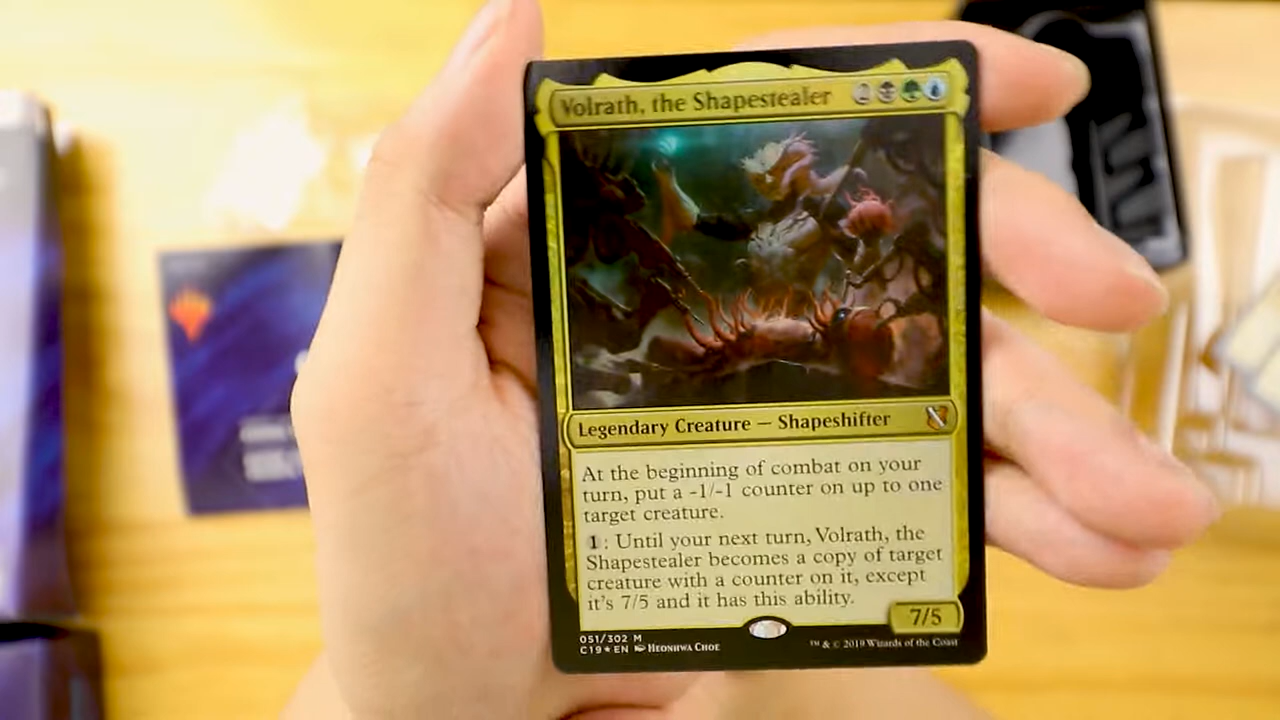 Volrath, the Shapestealer 2
Legendary Creature — Shapeshifter
At the beginning of combat on your
turn, put a -1/-1 counter on up to one
target creature.
1: Until your next turn, Volrath, the
Shapestealer becomes a copy of target
creature with a counter on it, except
it's 7/5 and it has this ability.
7/5
051/302 M
C19★EN Heonhwa Choe
™ & © 2019 Wizards of the Coast